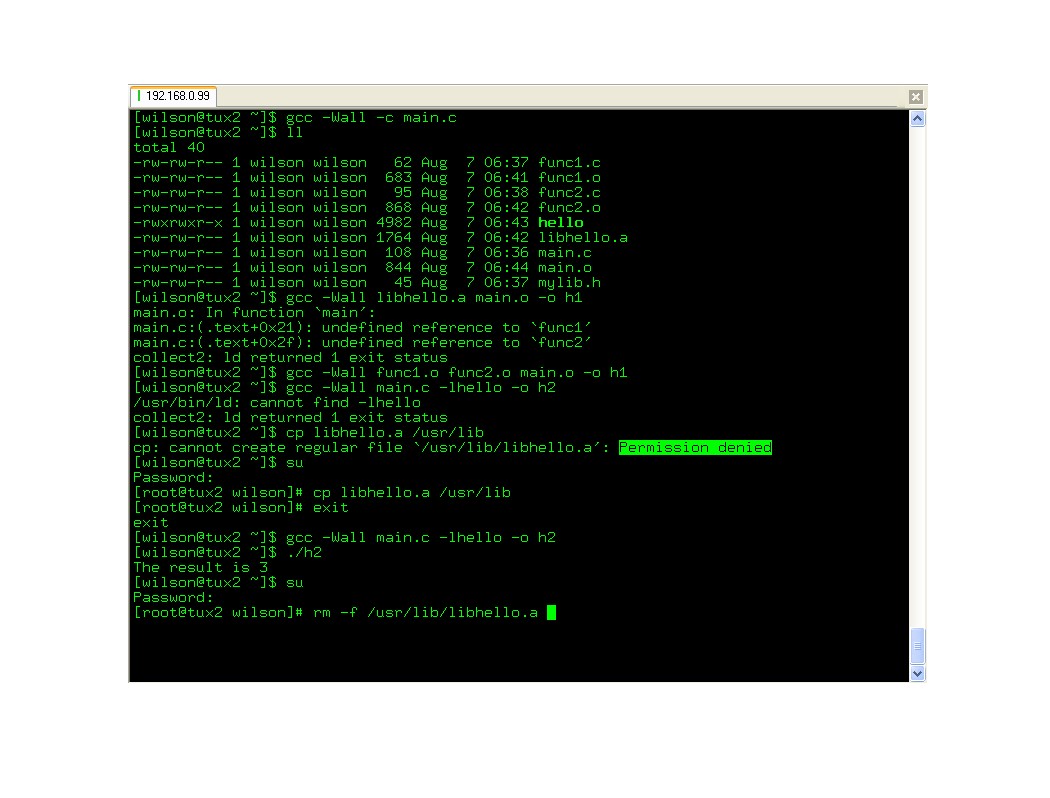 192.168.0.99
[wilson@tux2 ~]$ gcc -Wall -c main.c
[wilson@tux2 ~]$ ll
total 40
-rw-rw-r-- 1 wilson wilson   62 Aug  7 06:37 func1.c
-rw-rw-r-- 1 wilson wilson  683 Aug  7 06:41 func1.o
-rw-rw-r-- 1 wilson wilson   95 Aug  7 06:38 func2.c
-rw-rw-r-- 1 wilson wilson  868 Aug  7 06:42 func2.o
-rwxrwxr-x 1 wilson wilson 4982 Aug  7 06:43 hello
-rw-rw-r-- 1 wilson wilson 1764 Aug  7 06:42 libhello.a
-rw-rw-r-- 1 wilson wilson  108 Aug  7 06:36 main.c
-rw-rw-r-- 1 wilson wilson  844 Aug  7 06:44 main.o
-rw-rw-r-- 1 wilson wilson   45 Aug  7 06:37 mylib.h
[wilson@tux2 ~]$ gcc -Wall libhello.a main.o -o h1
main.o: In function `main':
main.c:(.text+0x21): undefined reference to `func1'
main.c:(.text+0x2f): undefined reference to `func2'
collect2: ld returned 1 exit status
[wilson@tux2 ~]$ gcc -Wall func1.o func2.o main.o -o h1
[wilson@tux2 ~]$ gcc -Wall main.c -lhello -o h2
/usr/bin/ld: cannot find -lhello
collect2: ld returned 1 exit status
[wilson@tux2 ~]$ cp libhello.a /usr/lib
cp: cannot create regular file `/usr/lib/libhello.a': Permission denied
[wilson@tux2 ~]$ su
Password:
[root@tux2 wilson]# cp libhello.a /usr/lib
[root@tux2 wilson]# exit
exit
[wilson@tux2 ~]$ gcc -Wall main.c -lhello -o h2
[wilson@tux2 ~]$ ./h2
The result is 3
[wilson@tux2 ~]$ su
Password:
[root@tux2 wilson]# rm -f /usr/lib/libhello.a